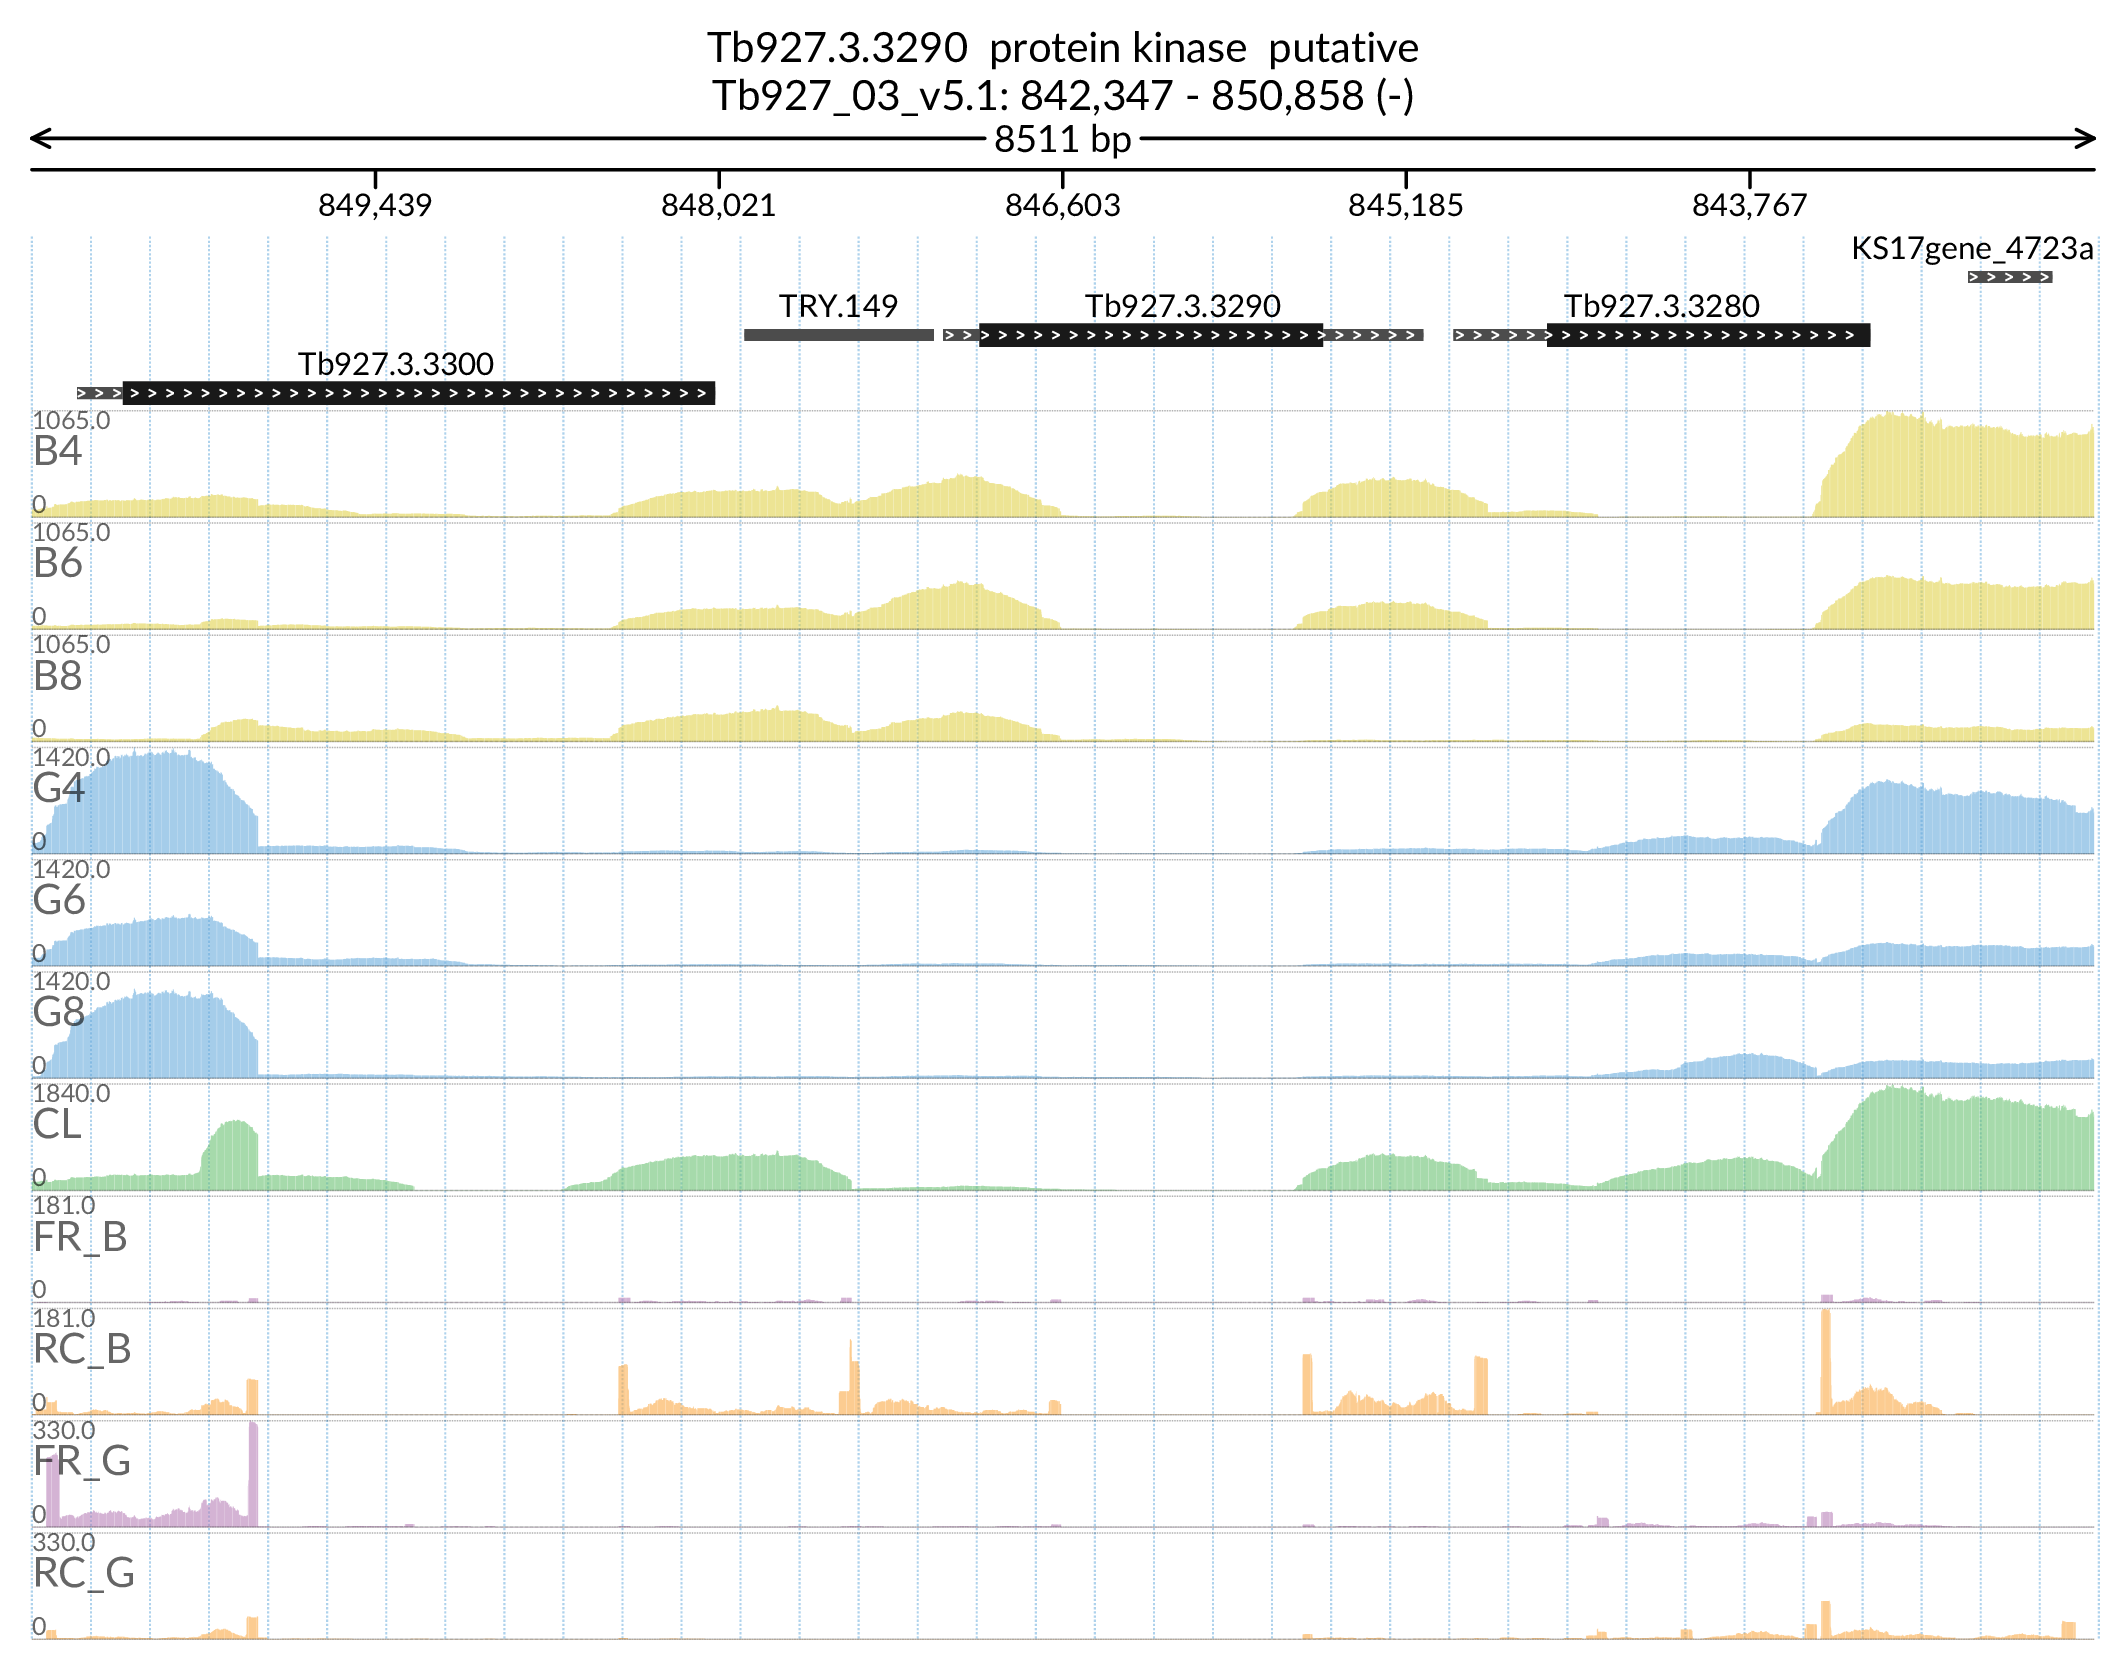 Tb927.3.3290  protein kinase  putative
Tb927_03_v5.1: 842,347 - 850,858 (-)
8511 bp
849,439 848,021 846,603 845,185 843,767
KS17gene_4723a
TRY.149 Tb927.3.3290 Tb927.3.3280
Tb927.3.3300
1065.0
B4
0
1065.0
B6
0
1065.0
B8
0
1420.0
G4
0
1420.0
G6
0
1420.0
G8
0
1840.0
CL
0
181.0
FR_B
0
181.0
RC_B
0
330.0
FR_G
0
330.0
RC_G
0